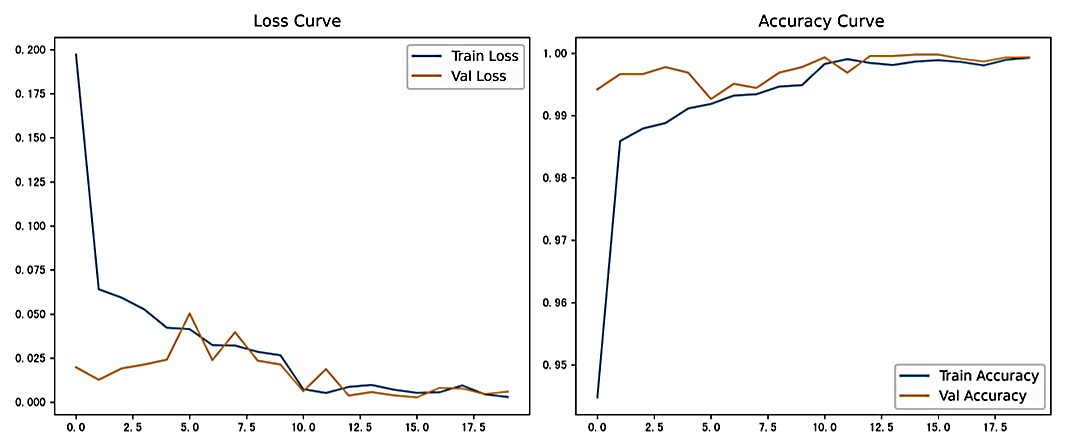 Loss Curve
0.200
0.175
0.150
0.125
0.100
0.075
0.050
0.025
0.000
0.0 2.5 5.0 7.5 10.0 12.5 15.0 17.5
Train Loss
Val Loss
Accuracy Curve
1.00
0.99
0.98
0.97
0.96
0.95
0.0 2.5 5.0 7.5 10.0 12.5 15.0 17.5
Train Accuracy
Val Accuracy